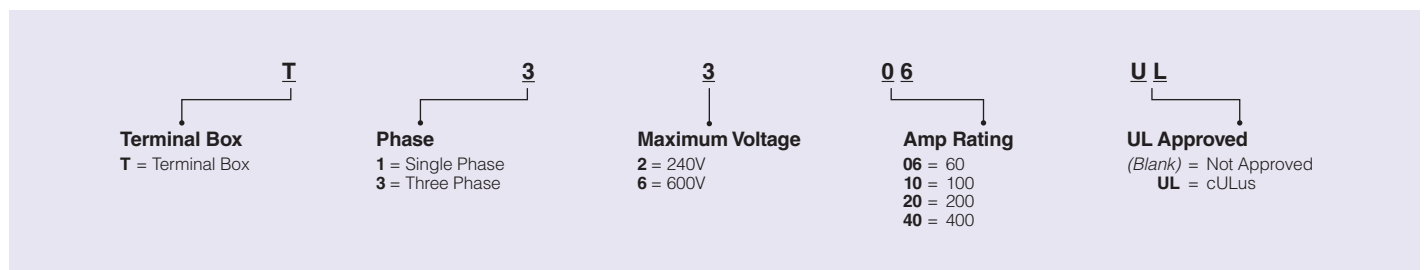 T 3 3 0 6 U L
Terminal Box
T = Terminal Box
Phase
1 = Single Phase
3 = Three Phase
Maximum Voltage
2 = 240V
6 = 600V
Amp Rating
06 = 60
10 = 100
20 = 200
40 = 400
UL Approved
(Blank) = Not Approved
UL = cULus